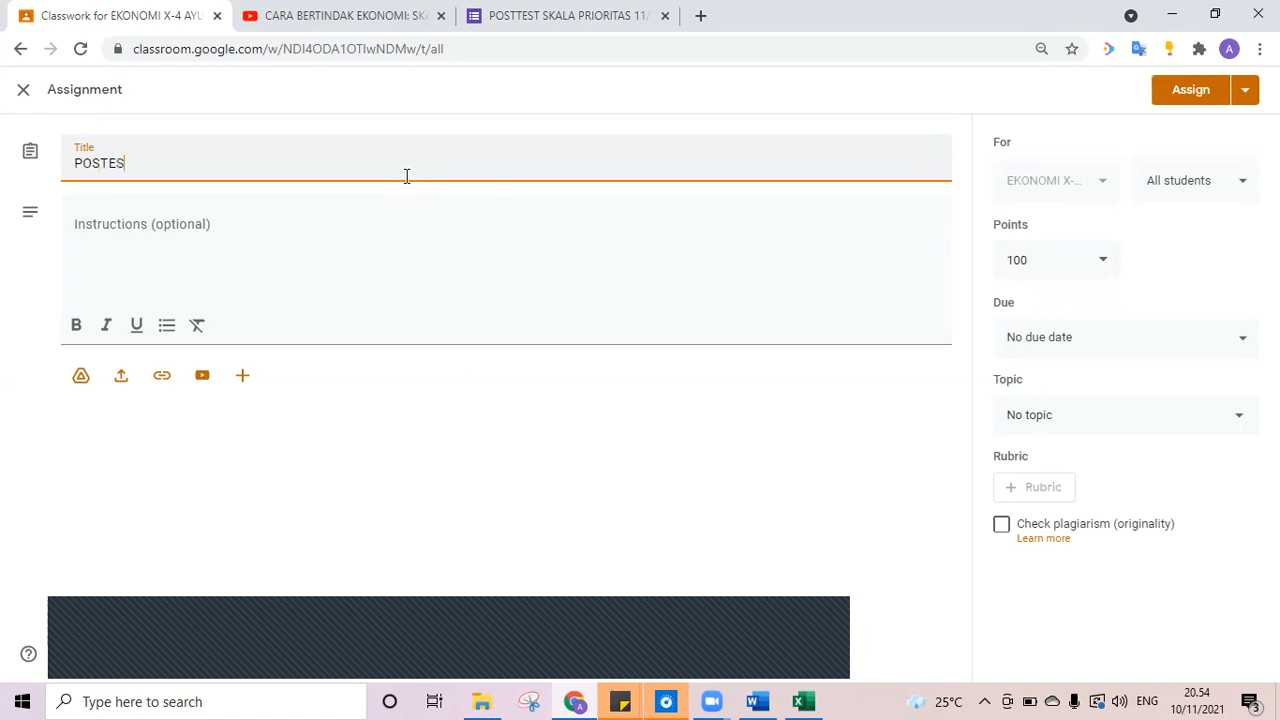 Classwork for EKONOMI X-4 AYU
CARA BERTINDAK EKONOMI: SKA
POSTTEST SKALA PRIORITAS 11/
classroom.google.com/w/NDI4ODA1OTIwNDMw/t/all
A
Assignment
Assign
Title
POSTES
Instructions (optional)
B I U
For
EKONOMI X-...
All students
Points
100
Due
No due date
Topic
No topic
Rubric
+ Rubric
Check plagiarism (originality)
Learn more
Type here to search
25°C
20.54
10/11/2021
3